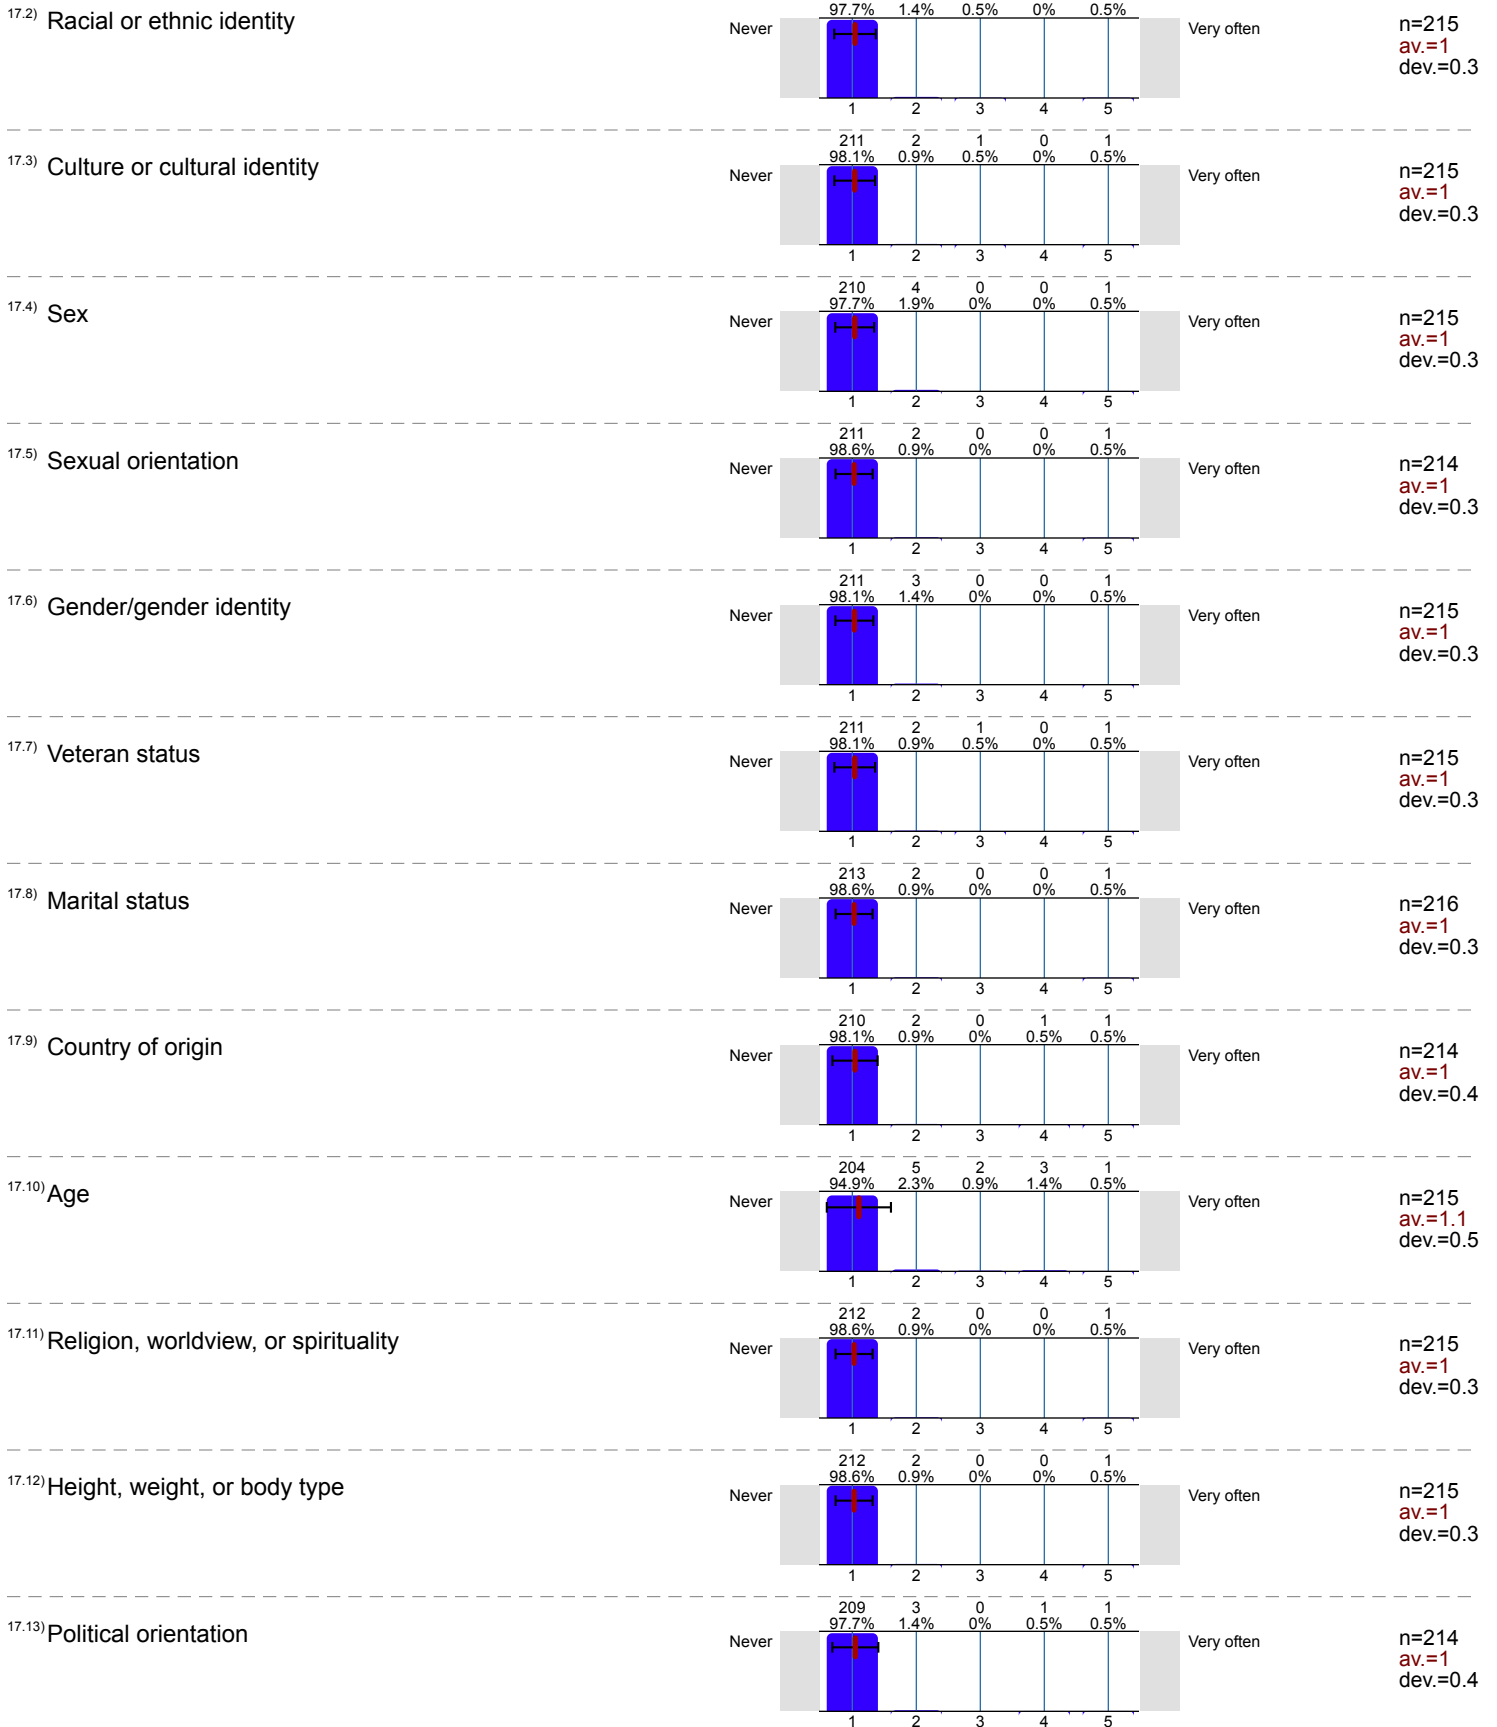 17.2) Racial or ethnic identity
97.7% 1.4% 0.5% 0% 0.5%
Never Very often
n=215
av.=1
dev.=0.3
1 2 3 4 5
17.3) Culture or cultural identity
211 2 1 0 1
98.1% 0.9% 0.5% 0% 0.5%
Never Very often
n=215
av.=1
dev.=0.3
1 2 3 4 5
17.4) Sex
210 4 0 0 1
97.7% 1.9% 0% 0% 0.5%
Never Very often
n=215
av.=1
dev.=0.3
1 2 3 4 5
17.5) Sexual orientation
211 2 0 0 1
98.6% 0.9% 0% 0% 0.5%
Never Very often
n=214
av.=1
dev.=0.3
1 2 3 4 5
17.6) Gender/gender identity
211 3 0 0 1
98.1% 1.4% 0% 0% 0.5%
Never Very often
n=215
av.=1
dev.=0.3
1 2 3 4 5
17.7) Veteran status
211 2 1 0 1
98.1% 0.9% 0.5% 0% 0.5%
Never Very often
n=215
av.=1
dev.=0.3
1 2 3 4 5
17.8) Marital status
213 2 0 0 1
98.6% 0.9% 0% 0% 0.5%
Never Very often
n=216
av.=1
dev.=0.3
1 2 3 4 5
17.9) Country of origin
210 2 0 1 1
98.1% 0.9% 0% 0.5% 0.5%
Never Very often
n=214
av.=1
dev.=0.4
1 2 3 4 5
17.10) Age
204 5 2 3 1
94.9% 2.3% 0.9% 1.4% 0.5%
Never Very often
n=215
av.=1.1
dev.=0.5
1 2 3 4 5
17.11) Religion, worldview, or spirituality
212 2 0 0 1
98.6% 0.9% 0% 0% 0.5%
Never Very often
n=215
av.=1
dev.=0.3
1 2 3 4 5
17.12) Height, weight, or body type
212 2 0 0 1
98.6% 0.9% 0% 0% 0.5%
Never Very often
n=215
av.=1
dev.=0.3
1 2 3 4 5
17.13) Political orientation
209 3 0 1 1
97.7% 1.4% 0% 0.5% 0.5%
Never Very often
n=214
av.=1
dev.=0.4
1 2 3 4 5